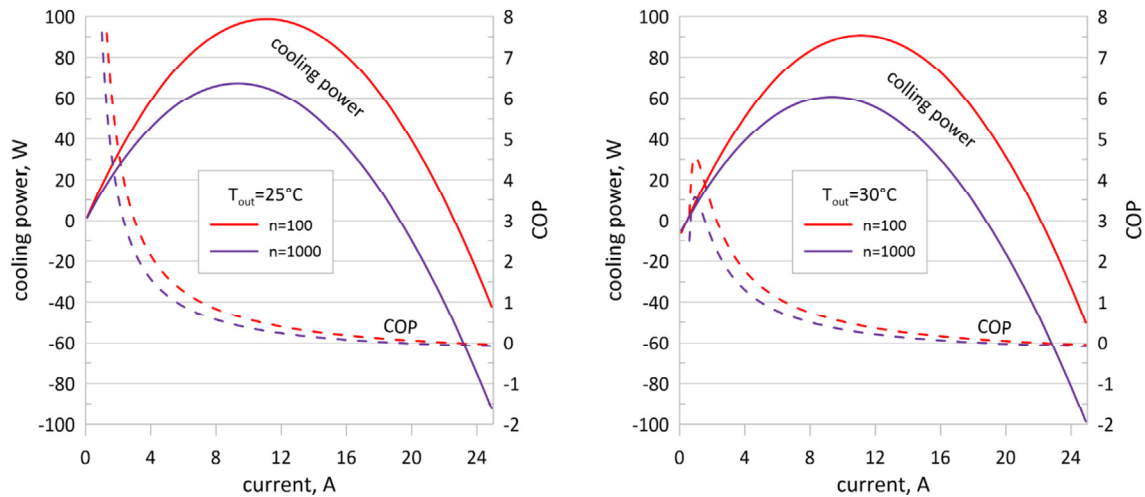 100
80
60
40
20
0
-20
-40
-60
-80
-100
cooling power, W
8
7
6
5
4
3
2
1
0
-1
-2
COP
cooling power
T_out=25°C
n=100
n=1000
COP
0 4 8 12 16 20 24
current, A
100
80
60
40
20
0
-20
-40
-60
-80
-100
cooling power, W
8
7
6
5
4
3
2
1
0
-1
-2
COP
colling power
T_out=30°C
n=100
n=1000
COP
0 4 8 12 16 20 24
current, A